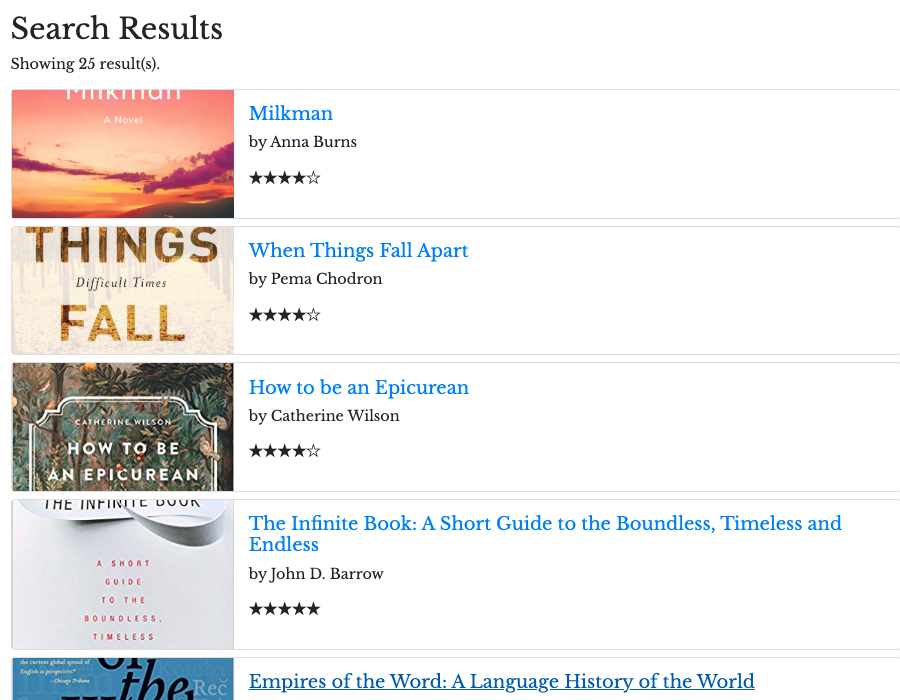 Search Results
Showing 25 result(s).
Milkman
A Novel
Milkman
by Anna Burns
★★★★☆
THINGS
Difficult Times
FALL
When Things Fall Apart
by Pema Chodron
★★★★☆
CATHERINE WILSON
HOW TO BE
AN EPICUREAN
How to be an Epicurean
by Catherine Wilson
★★★★☆
THE INFINITE BOOK
A SHORT
GUIDE
TO THE
BOUNDLESS,
TIMELESS
The Infinite Book: A Short Guide to the Boundless, Timeless and
Endless
by John D. Barrow
★★★★★
the current global spread of
English in perspective."
—Chicago Tribune
of
the
Reč
Empires of the Word: A Language History of the World